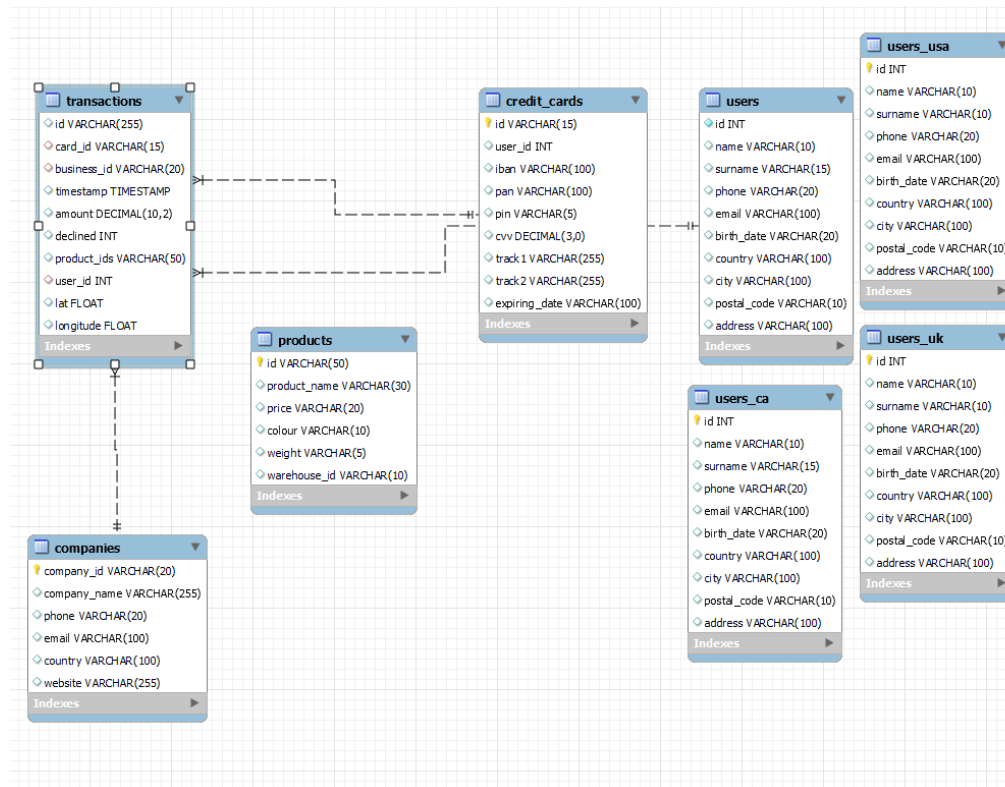 transactions
id VARCHAR(255)
card_id VARCHAR(15)
business_id VARCHAR(20)
timestamp TIMESTAMP
amount DECIMAL(10,2)
declined INT
product_ids VARCHAR(50)
user_id INT
lat FLOAT
longitude FLOAT
Indexes
companies
company_id VARCHAR(20)
company_name VARCHAR(255)
phone VARCHAR(20)
email VARCHAR(100)
country VARCHAR(100)
website VARCHAR(255)
Indexes
products
id VARCHAR(50)
product_name VARCHAR(30)
price VARCHAR(20)
colour VARCHAR(10)
weight VARCHAR(5)
warehouse_id VARCHAR(10)
Indexes
credit_cards
id VARCHAR(15)
user_id INT
iban VARCHAR(100)
pan VARCHAR(100)
pin VARCHAR(5)
cvv DECIMAL(3,0)
track1 VARCHAR(255)
track2 VARCHAR(255)
expiring_date VARCHAR(100)
Indexes
users
id INT
name VARCHAR(10)
surname VARCHAR(15)
phone VARCHAR(20)
email VARCHAR(100)
birth_date VARCHAR(20)
country VARCHAR(100)
city VARCHAR(100)
postal_code VARCHAR(10)
address VARCHAR(100)
Indexes
users_ca
id INT
name VARCHAR(10)
surname VARCHAR(15)
phone VARCHAR(20)
email VARCHAR(100)
birth_date VARCHAR(20)
country VARCHAR(100)
city VARCHAR(100)
postal_code VARCHAR(10)
address VARCHAR(100)
Indexes
users_usa
id INT
name VARCHAR(10)
surname VARCHAR(10)
phone VARCHAR(20)
email VARCHAR(100)
birth_date VARCHAR(20)
country VARCHAR(100)
city VARCHAR(100)
postal_code VARCHAR(10
address VARCHAR(100)
Indexes
users_uk
id INT
name VARCHAR(10)
surname VARCHAR(10)
phone VARCHAR(20)
email VARCHAR(100)
birth_date VARCHAR(20)
country VARCHAR(100)
city VARCHAR(100)
postal_code VARCHAR(10
address VARCHAR(100)
Indexes